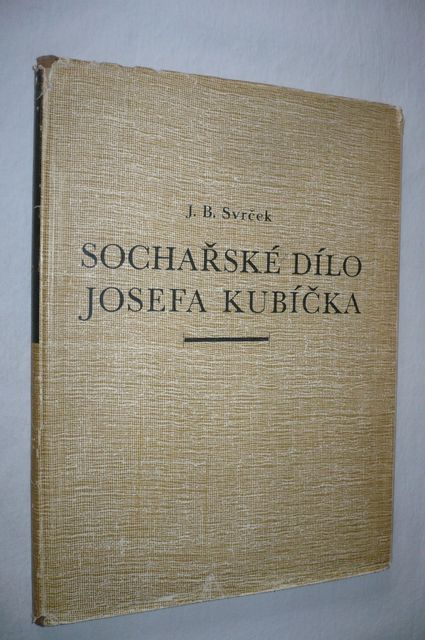 J. B. Svrček
SOCHAŘSKÉ DÍLO
JOSEFA KUBÍČKA